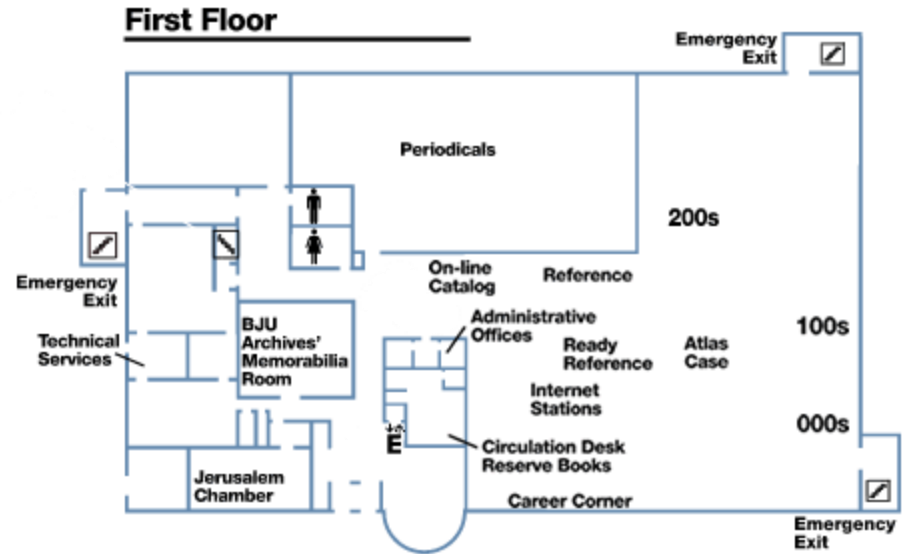 First Floor
Emergency
Exit
Periodicals
200s
On-line
Catalog
Reference
Emergency
Exit
Administrative
Offices
BJU
Archives'
Memorabilia
Room
100s
Technical
Services
Ready
Reference
Atlas
Case
Internet
Stations
000s
E
Circulation Desk
Reserve Books
Jerusalem
Chamber
Career Corner
Emergency
Exit